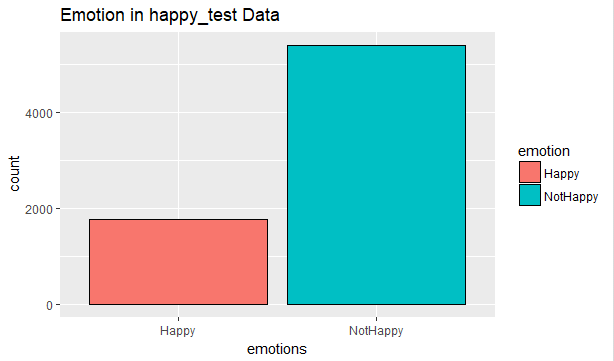 Emotion in happy_test Data
count
4000
2000
0
Happy
NotHappy
emotions
emotion
Happy
NotHappy